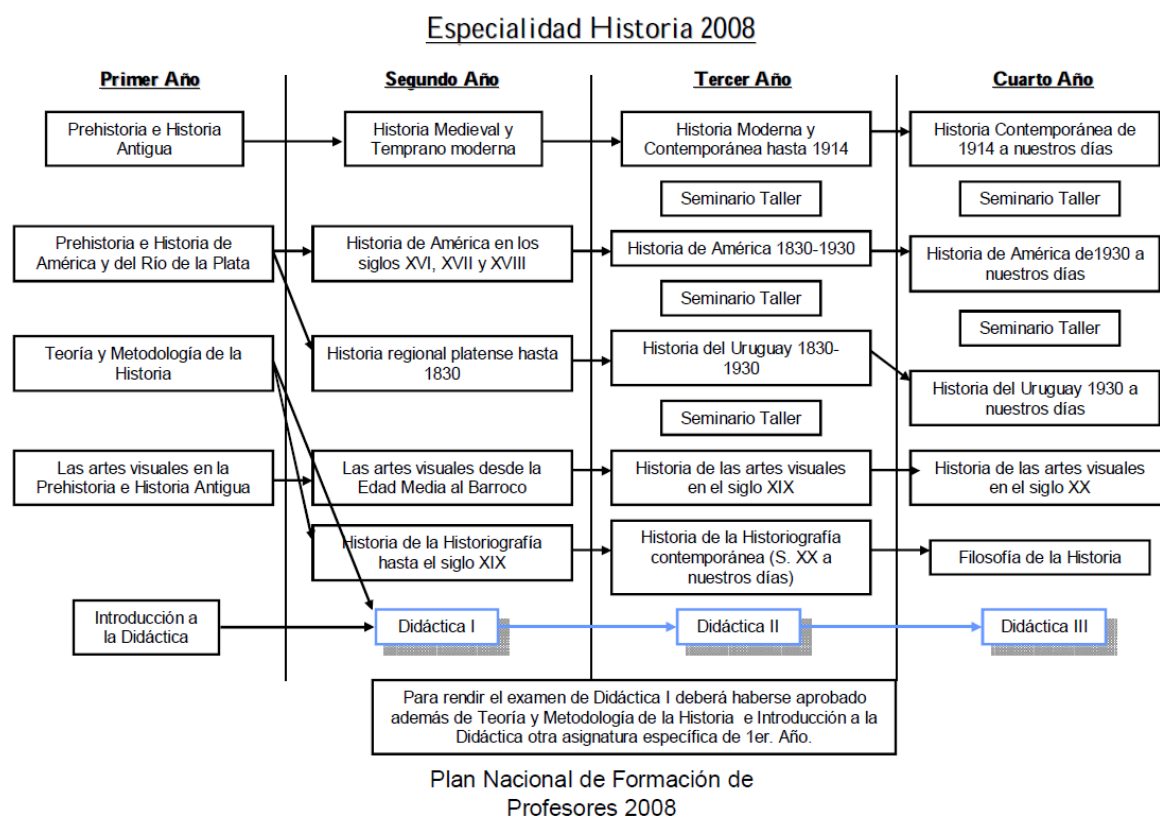 Especialidad Historia 2008
Primer Año
Segundo Año
Tercer Año
Cuarto Año
Prehistoria e Historia
Antigua
Historia Medieval y
Temprano moderna
Historia Moderna y
Contemporánea hasta 1914
Historia Contemporánea de
1914 a nuestros días
Seminario Taller
Seminario Taller
Prehistoria e Historia de
América y del Río de la Plata
Historia de América en los
siglos XVI, XVII y XVIII
Historia de América 1830-1930
Historia de América de1930 a
nuestros días
Seminario Taller
Seminario Taller
Teoría y Metodología de la
Historia
Historia regional platense hasta
1830
Historia del Uruguay 1830-
1930
Historia del Uruguay 1930 a
nuestros días
Seminario Taller
Las artes visuales en la
Prehistoria e Historia Antigua
Las artes visuales desde la
Edad Media al Barroco
Historia de las artes visuales
en el siglo XIX
Historia de las artes visuales
en el siglo XX
Historia de la Historiografía
hasta el siglo XIX
Historia de la Historiografía
contemporánea (S. XX a
nuestros días)
Filosofía de la Historia
Introducción a
la Didáctica
Didáctica I
Didáctica II
Didáctica III
Para rendir el examen de Didáctica I deberá haberse aprobado
además de Teoría y Metodología de la Historia e Introducción a la
Didáctica otra asignatura específica de 1er. Año.
Plan Nacional de Formación de
Profesores 2008